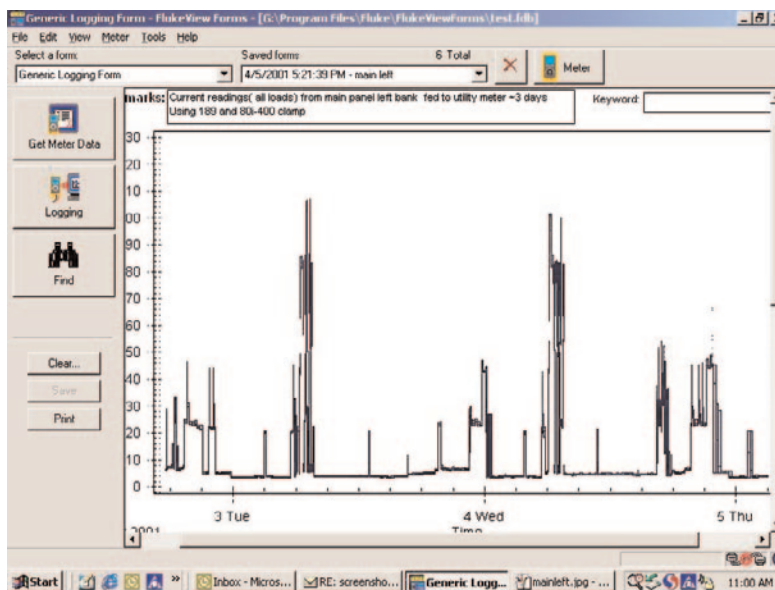 Generic Logging Form - FlukeView Forms - [G:\Program Files\Fluke\FlukeViewForms\test.fdb]
File Edit View Meter Tools Help
Select a form: Saved forms 6 Total
Generic Logging Form 4/5/2001 5:21:39 PM - main left Meter
marks: Current readings( all loads) from main panel left bank fed to utility meter ~3 days Keyword:
Using 189 and 80i-400 clamp
Get Meter Data
Logging
Find
Clear...
Save
Print
30
20
10
00
90
80
70
60
50
40
30
20
10
0
3 Tue 4 Wed 5 Thu
2001 Time
Start » Inbox - Micros... RE: screensho... Generic Logg... mainleft.jpg - ... 11:00 AM